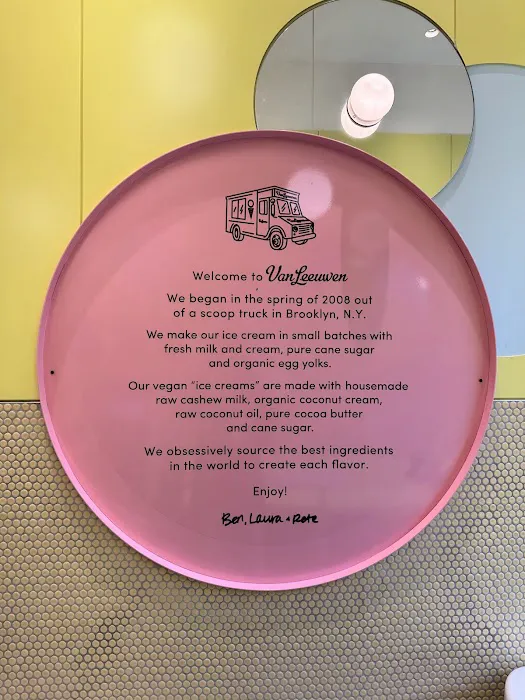 Welcome to Van Leeuwen
We began in the spring of 2008 out
of a scoop truck in Brooklyn, N.Y.
We make our ice cream in small batches with
fresh milk and cream, pure cane sugar
and organic egg yolks.
Our vegan "ice creams" are made with housemade
raw cashew milk, organic coconut cream,
raw coconut oil, pure cocoa butter
and cane sugar.
We obsessively source the best ingredients
in the world to create each flavor.
Enjoy!
Ben, Laura + Pete